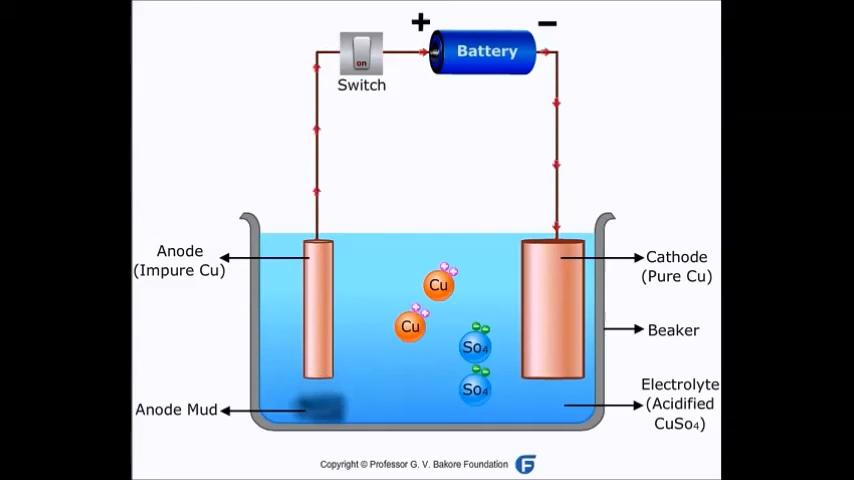 + −
Battery
on
Switch
Anode
(Impure Cu)
Cathode
(Pure Cu)
Cu
Cu
Beaker
So₄
So₄
Electrolyte
(Acidified
CuSo₄)
Anode Mud
Copyright © Professor G. V. Bakore Foundation F